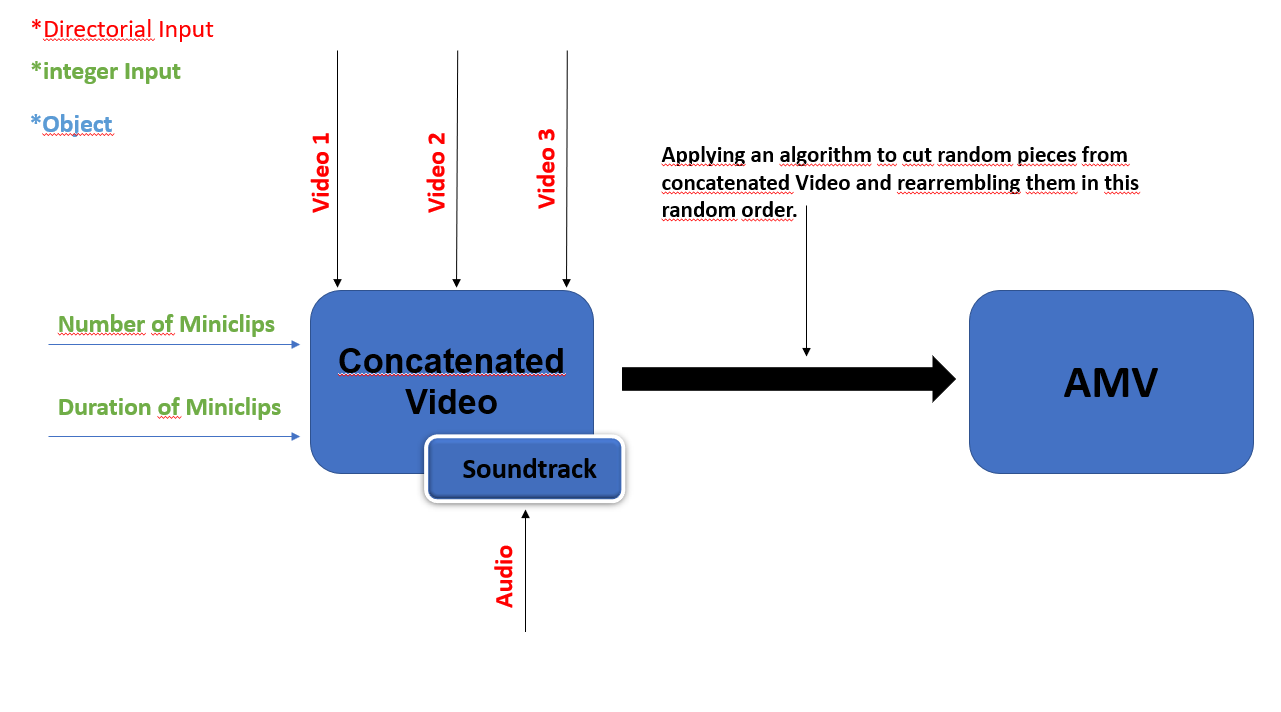 *Directorial Input
*integer Input
*Object
Video 1
Video 2
Video 3
Applying an algorithm to cut random pieces from
concatenated Video and rearrembling them in this
random order.
Number of Miniclips
Duration of Miniclips
Concatenated
Video
Soundtrack
AMV
Audio